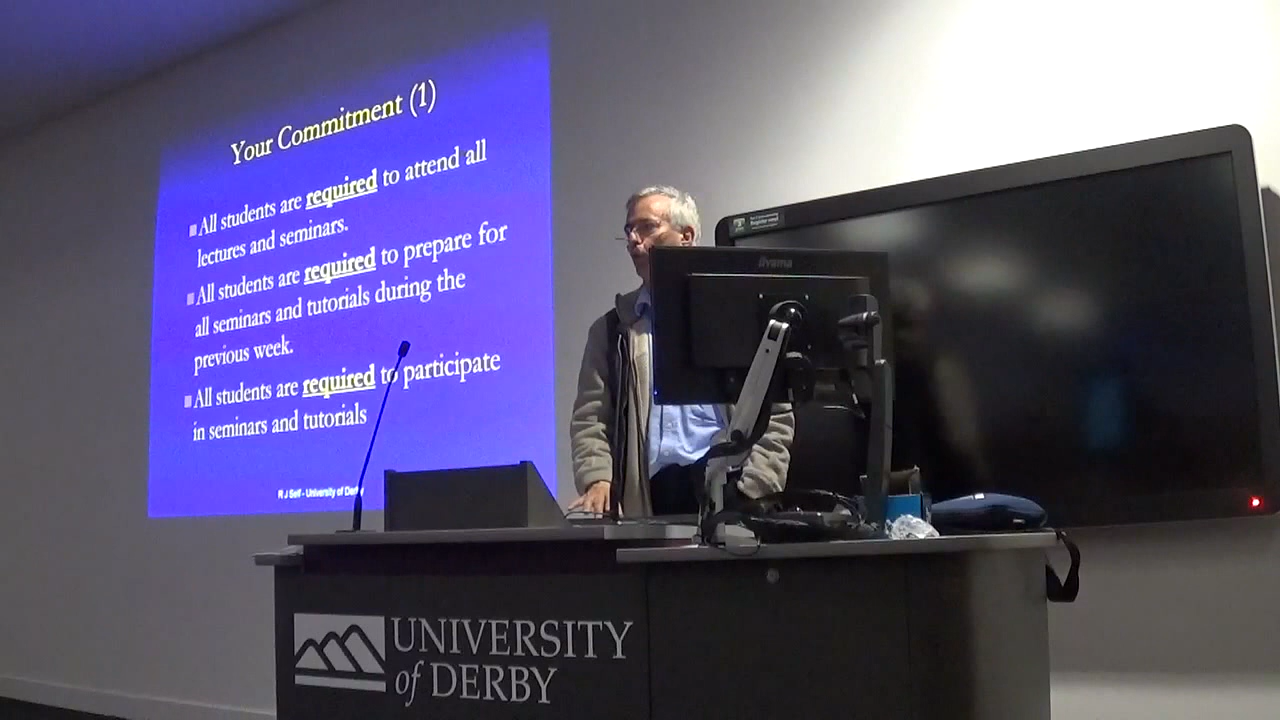 Your Commitment (1)
All students are required to attend all
lectures and seminars.
All students are required to prepare for
all seminars and tutorials during the
previous week.
All students are required to participate
in seminars and tutorials
R J Self - University of Derby
iiyama
UNIVERSITY
of DERBY